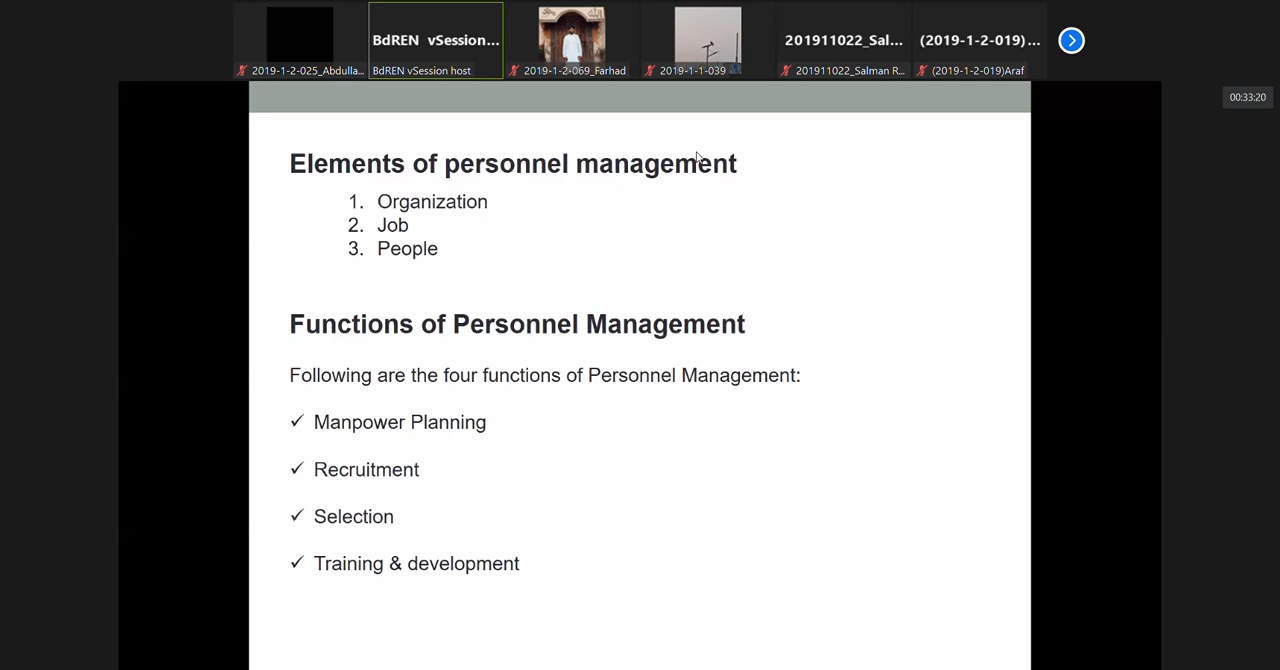 BdREN vSession...
201911022_Sal...
(2019-1-2-019)...
2019-1-2-025_Abdulla...
BdREN vSession host
2019-1-2-069_Farhad
2019-1-1-039
201911022_Salman R...
(2019-1-2-019)Araf
00:33:20
Elements of personnel management
1. Organization
2. Job
3. People
Functions of Personnel Management
Following are the four functions of Personnel Management:
✓ Manpower Planning
✓ Recruitment
✓ Selection
✓ Training & development